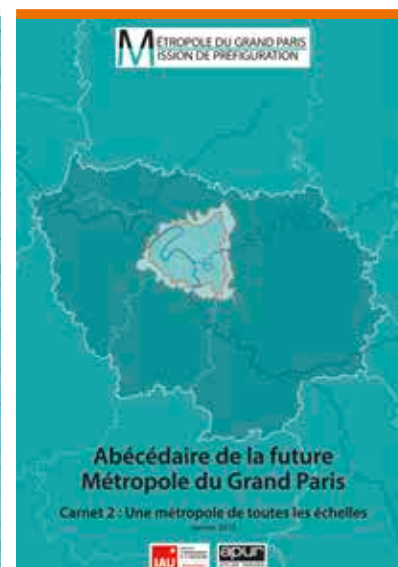 MÉTROPOLE DU GRAND PARIS
MISSION DE PRÉFIGURATION
Abécédaire de la future
Métropole du Grand Paris
Carnet 2 : Une métropole de toutes les échelles
IAU
apur